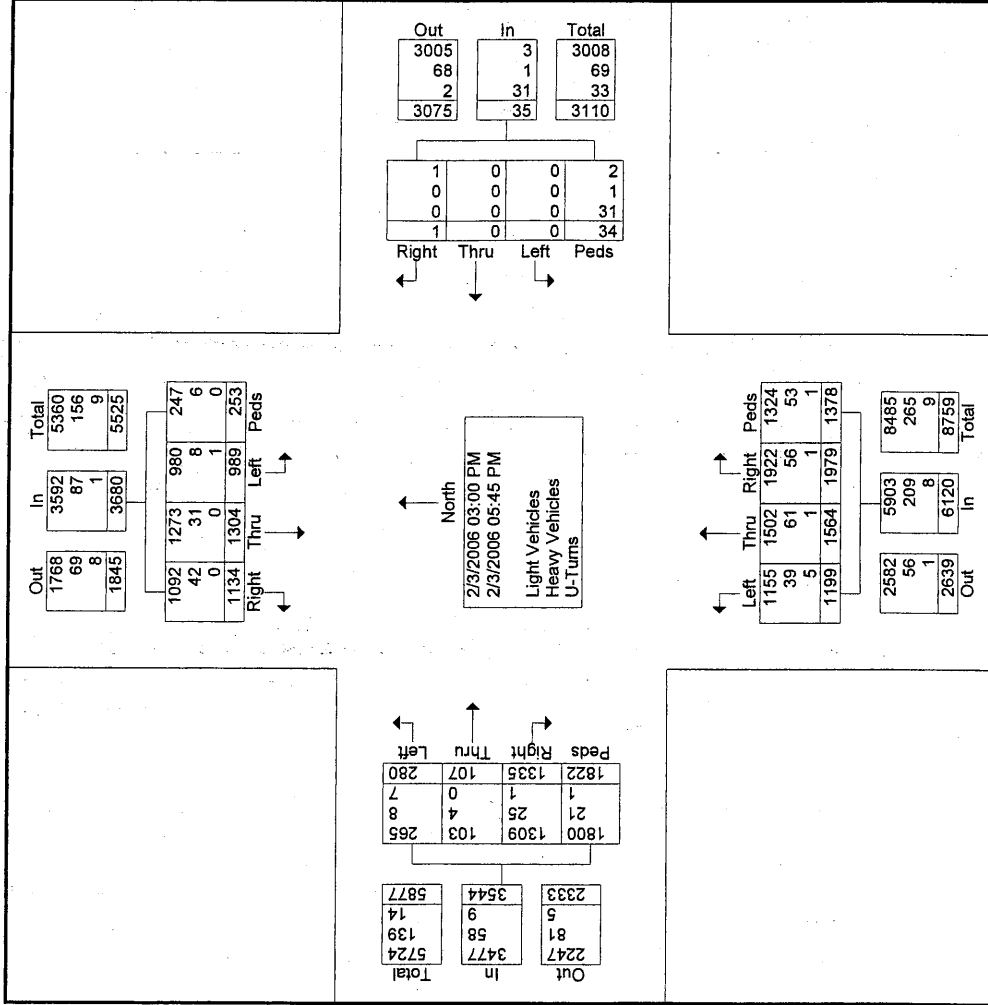 Out In Total
3005 3 3008
68 1 69
2 31 33
3075 35 3110
1 0 0 2
0 0 0 1
0 0 0 31
1 0 0 34
Right Thru Left Peds
Out In Total
1768 3592 5360
69 87 156
8 1 9
1845 3680 5525
1092 1273 980 247
42 31 8 6
0 0 1 0
1134 1304 989 253
Right Thru Left Peds
North
2/3/2006 03:00 PM
2/3/2006 05:45 PM
Light Vehicles
Heavy Vehicles
U-Turns
Left Thru Right Peds
1155 1502 1922 1324
39 61 56 53
5 1 1 1
1199 1564 1979 1378
2582 5903 8485
56 209 265
1 8 9
2639 6120 8759
Out In Total
Peds Right Thru Left
1822 1335 107 280
1 1 0 7
21 25 4 8
1800 1309 103 265
2333 3544 5877
5 9 14
81 58 139
2247 3477 5724
Out In Total